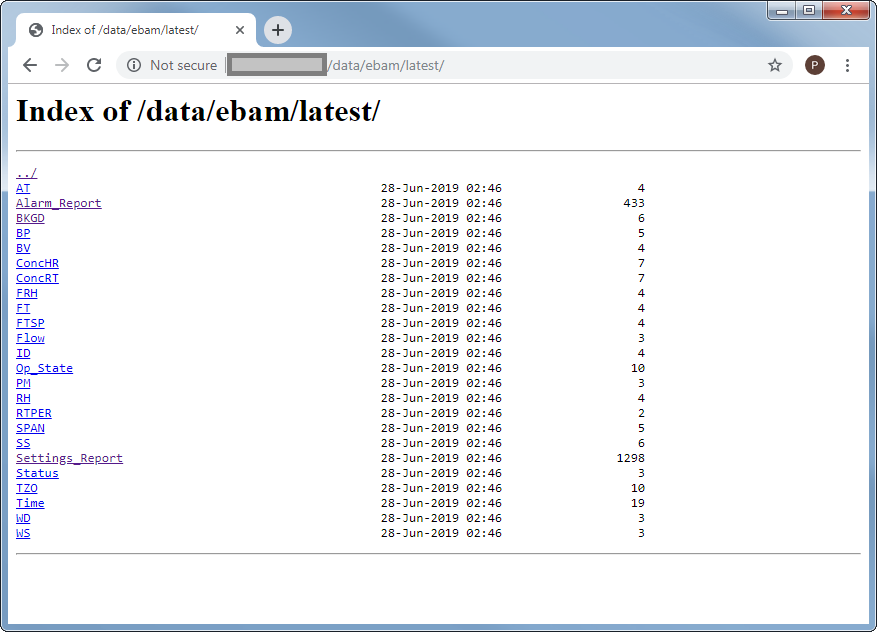 Index of /data/ebam/latest/
Not secure | /data/ebam/latest/ P
Index of /data/ebam/latest/
../
AT 28-Jun-2019 02:46 4
Alarm_Report 28-Jun-2019 02:46 433
BKGD 28-Jun-2019 02:46 6
BP 28-Jun-2019 02:46 5
BV 28-Jun-2019 02:46 4
ConcHR 28-Jun-2019 02:46 7
ConcRT 28-Jun-2019 02:46 7
FRH 28-Jun-2019 02:46 4
FT 28-Jun-2019 02:46 4
FTSP 28-Jun-2019 02:46 4
Flow 28-Jun-2019 02:46 3
ID 28-Jun-2019 02:46 4
Op_State 28-Jun-2019 02:46 10
PM 28-Jun-2019 02:46 3
RH 28-Jun-2019 02:46 4
RTPER 28-Jun-2019 02:46 2
SPAN 28-Jun-2019 02:46 5
SS 28-Jun-2019 02:46 6
Settings_Report 28-Jun-2019 02:46 1298
Status 28-Jun-2019 02:46 3
TZO 28-Jun-2019 02:46 10
Time 28-Jun-2019 02:46 19
WD 28-Jun-2019 02:46 3
WS 28-Jun-2019 02:46 3